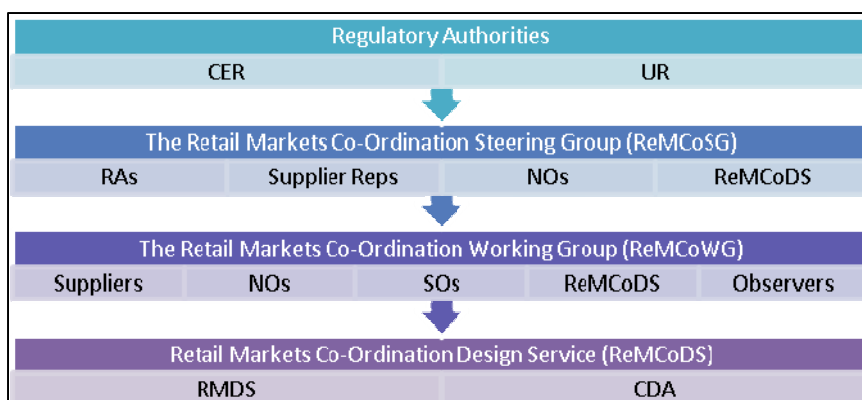 Regulatory Authorities
CER UR
The Retail Markets Co-Ordination Steering Group (ReMCoSG)
RAs Supplier Reps NOs ReMCoDS
The Retail Markets Co-Ordination Working Group (ReMCoWG)
Suppliers NOs SOs ReMCoDS Observers
Retail Markets Co-Ordination Design Service (ReMCoDS)
RMDS CDA